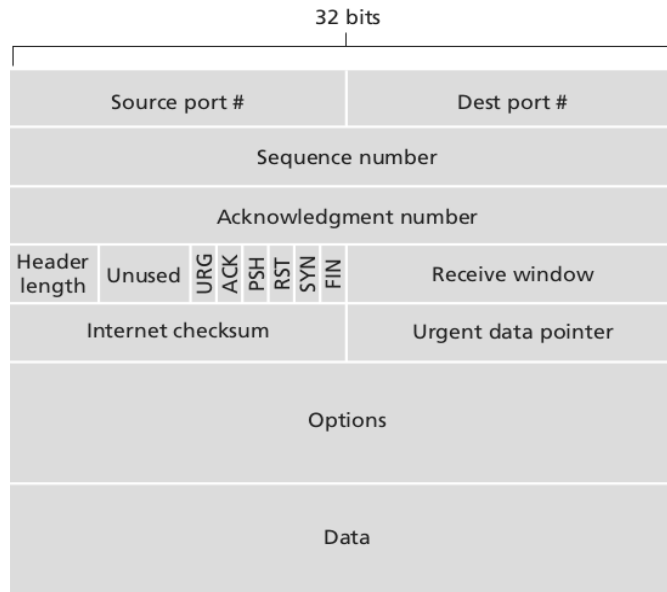 32 bits
Source port # Dest port #
Sequence number
Acknowledgment number
Header length Unused URG ACK PSH RST SYN FIN Receive window
Internet checksum Urgent data pointer
Options
Data